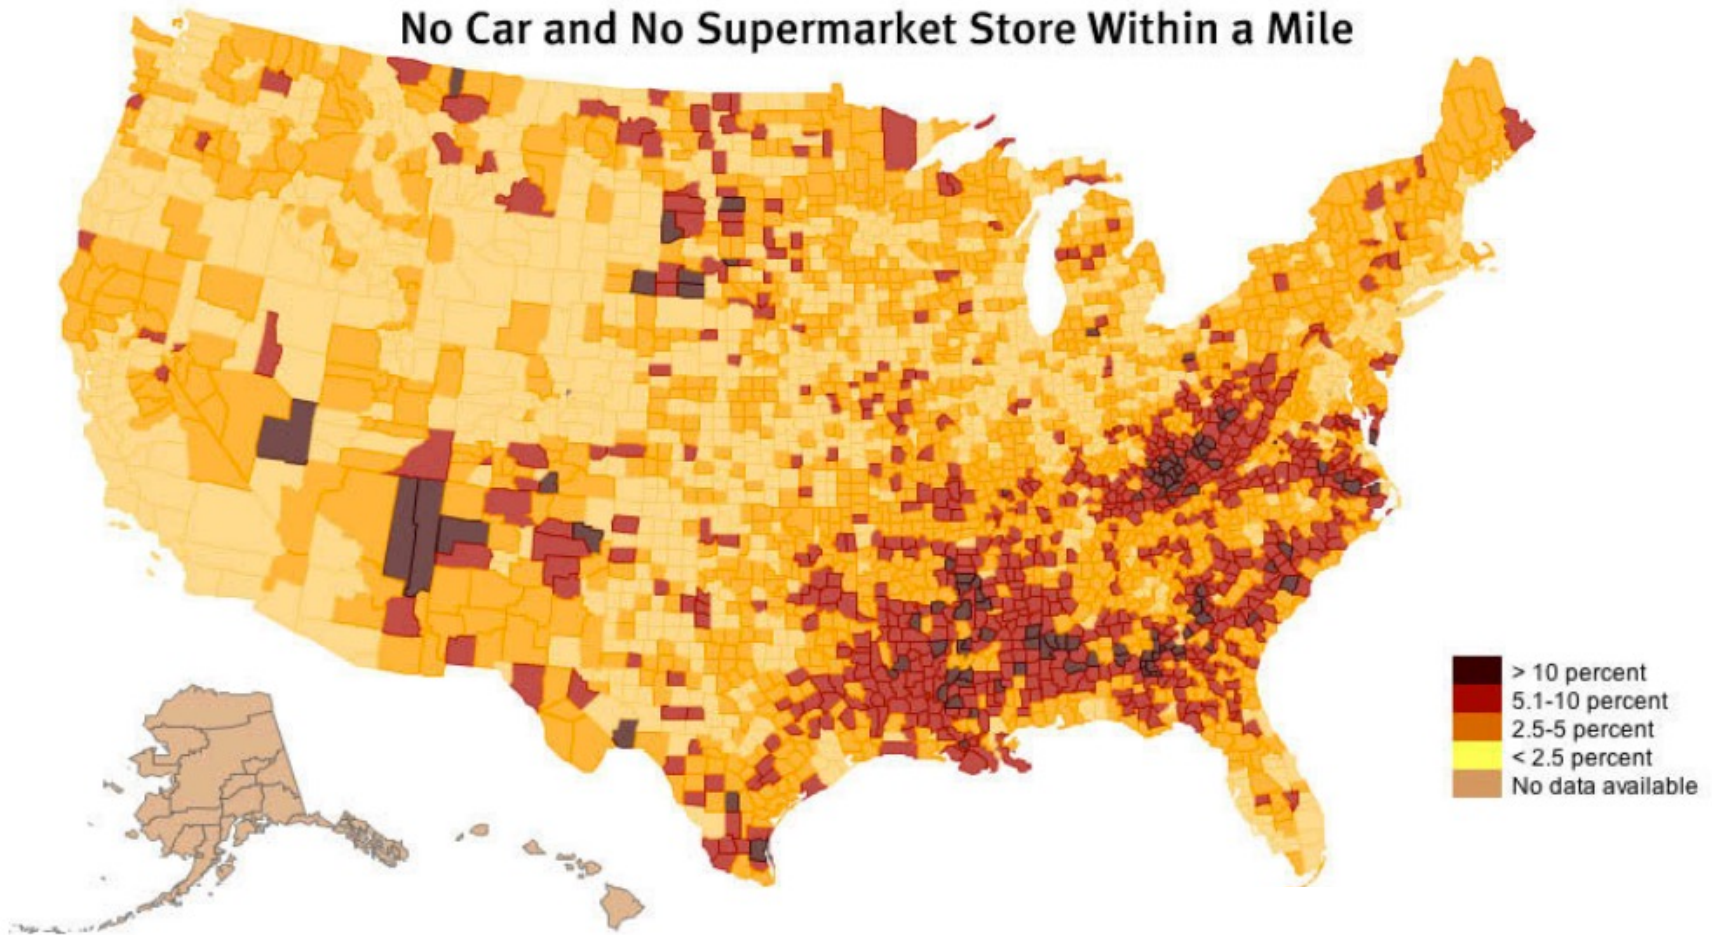 No Car and No Supermarket Store Within a Mile
> 10 percent
5.1-10 percent
2.5-5 percent
< 2.5 percent
No data available